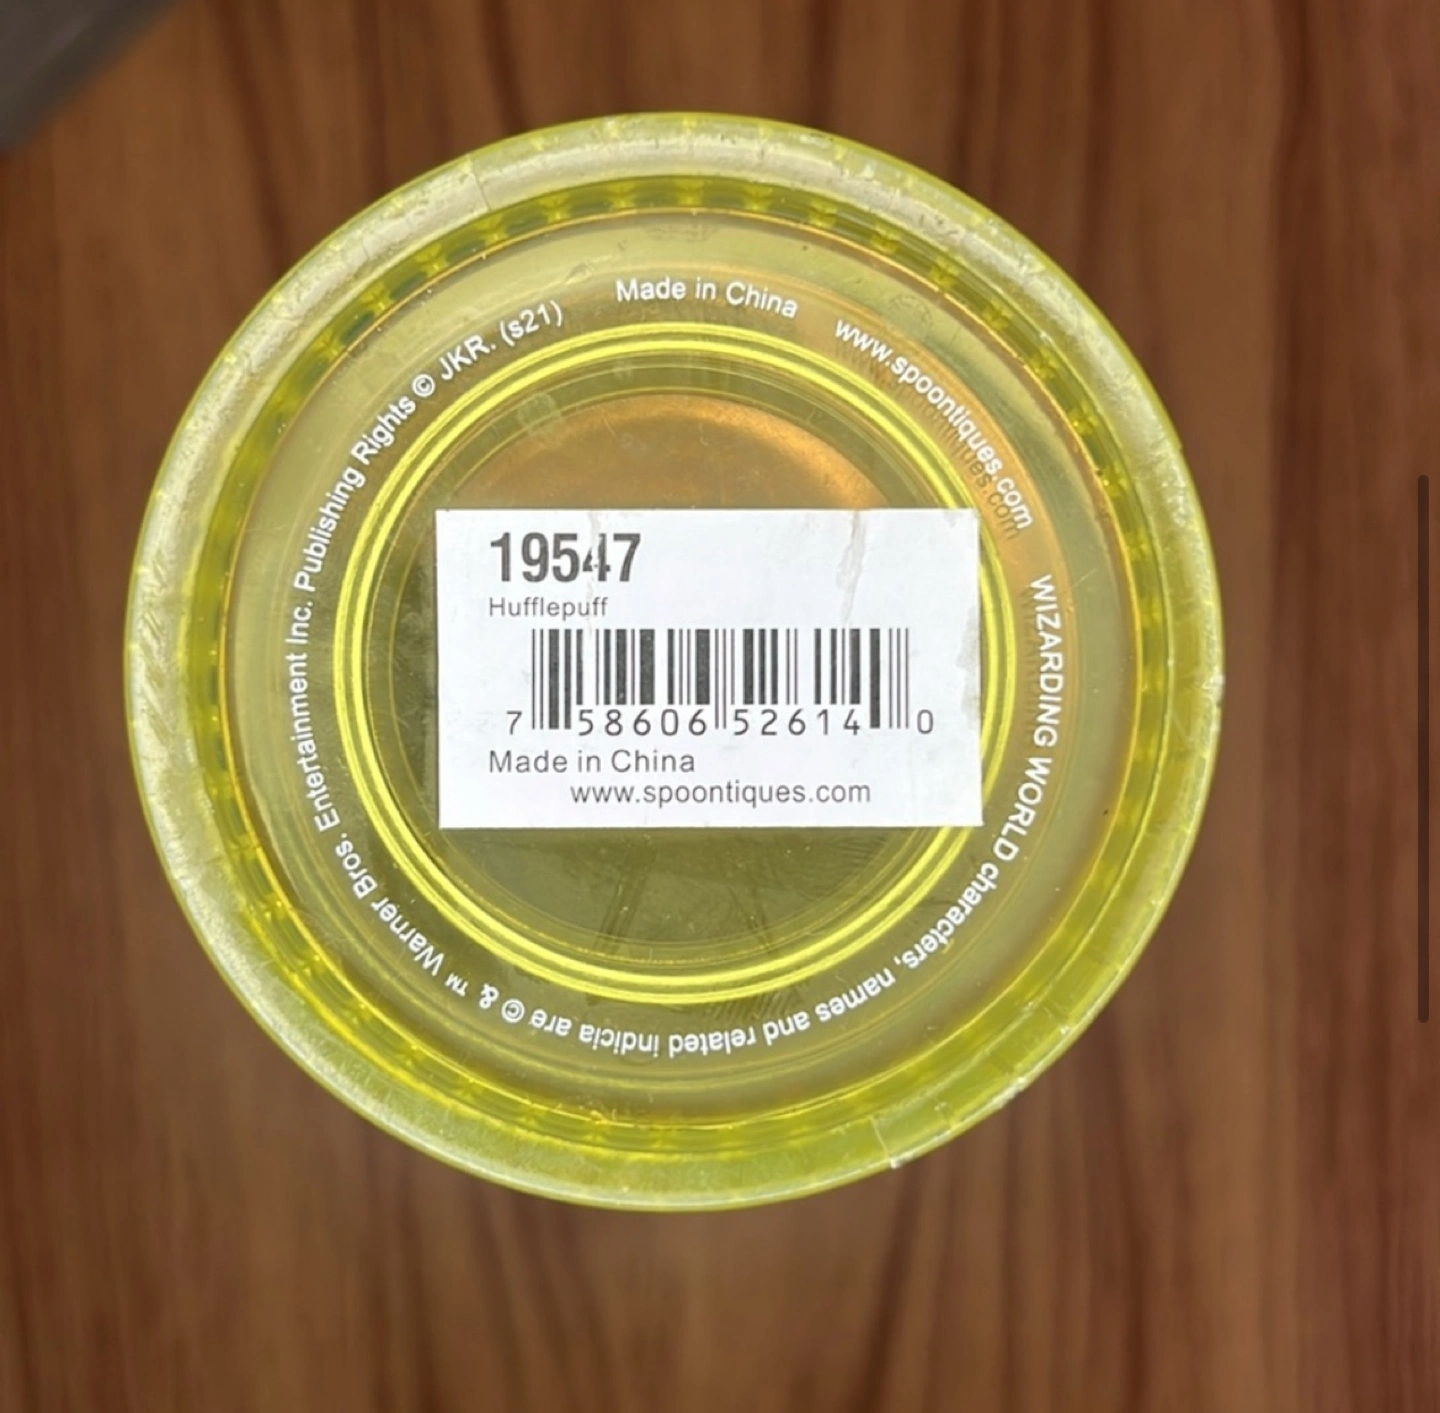 Made in China
www.spoontiques.com
WIZARDING WORLD characters, names and related indicia are © & ™ Warner Bros. Entertainment Inc. Publishing Rights © JKR. (s21)
19547
Hufflepuff
7 58606 52614 0
Made in China
www.spoontiques.com